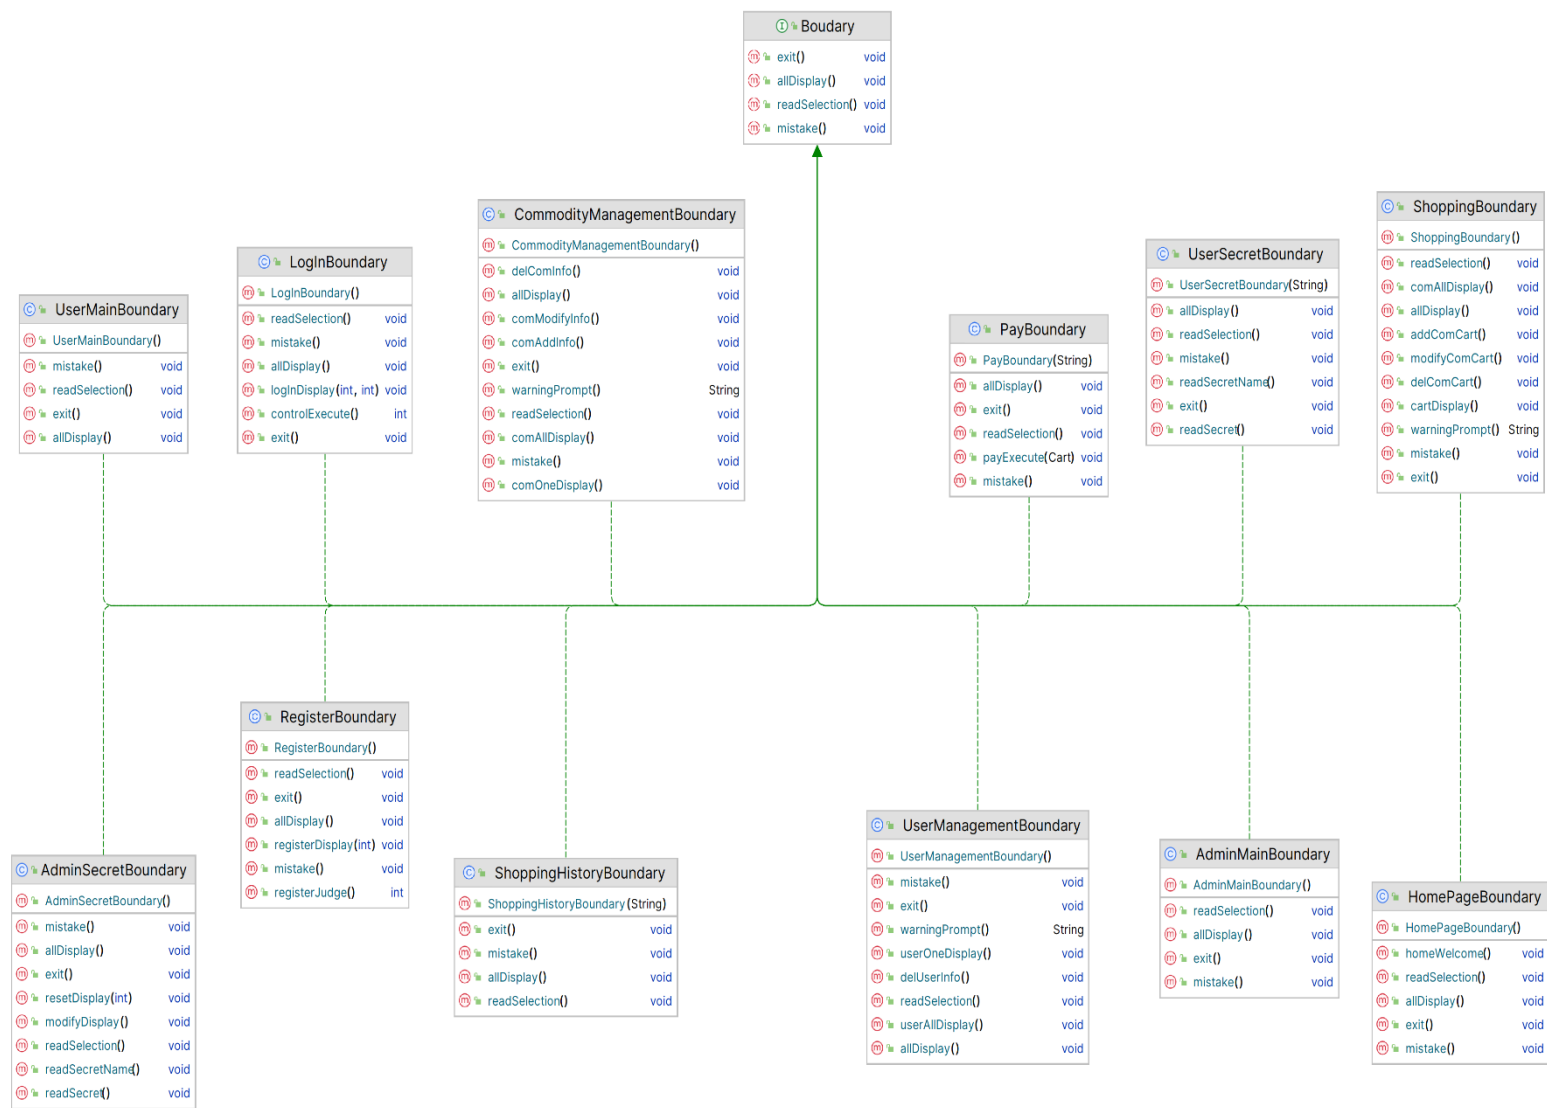 Boudary
exit() void
allDisplay() void
readSelection() void
mistake() void
UserMainBoundary
UserMainBoundary()
mistake() void
readSelection() void
exit() void
allDisplay() void
LogInBoundary
LogInBoundary()
readSelection() void
mistake() void
allDisplay() void
logInDisplay(int, int) void
controlExecute() int
exit() void
CommodityManagementBoundary
CommodityManagementBoundary()
delComInfo() void
allDisplay() void
comModifyInfo() void
comAddInfo() void
exit() void
warningPrompt() String
readSelection() void
comAllDisplay() void
mistake() void
comOneDisplay() void
PayBoundary
PayBoundary(String)
allDisplay() void
exit() void
readSelection() void
payExecute(Cart) void
mistake() void
UserSecretBoundary
UserSecretBoundary(String)
allDisplay() void
readSelection() void
mistake() void
readSecretName() void
exit() void
readSecret() void
ShoppingBoundary
ShoppingBoundary()
readSelection() void
comAllDisplay() void
allDisplay() void
addComCart() void
modifyComCart() void
delComCart() void
cartDisplay() void
warningPrompt() String
mistake() void
exit() void
AdminSecretBoundary
AdminSecretBoundary()
mistake() void
allDisplay() void
exit() void
resetDisplay(int) void
modifyDisplay() void
readSelection() void
readSecretName() void
readSecret() void
RegisterBoundary
RegisterBoundary()
readSelection() void
exit() void
allDisplay() void
registerDisplay(int) void
mistake() void
registerJudge() int
ShoppingHistoryBoundary
ShoppingHistoryBoundary(String)
exit() void
mistake() void
allDisplay() void
readSelection() void
UserManagementBoundary
UserManagementBoundary()
mistake() void
exit() void
warningPrompt() String
userOneDisplay() void
delUserInfo() void
readSelection() void
userAllDisplay() void
allDisplay() void
AdminMainBoundary
AdminMainBoundary()
readSelection() void
allDisplay() void
exit() void
mistake() void
HomePageBoundary
HomePageBoundary()
homeWelcome() void
readSelection() void
allDisplay() void
exit() void
mistake() void